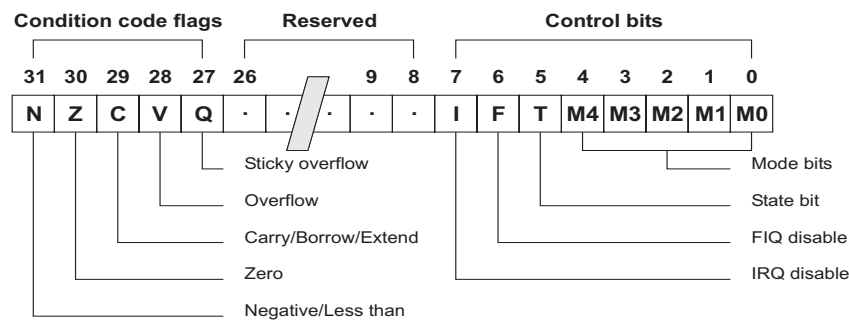 Condition code flags Reserved Control bits
31 30 29 28 27 26 9 8 7 6 5 4 3 2 1 0
N Z C V Q · · · · · I F T M4 M3 M2 M1 M0
Sticky overflow Mode bits
Overflow State bit
Carry/Borrow/Extend FIQ disable
Zero IRQ disable
Negative/Less than